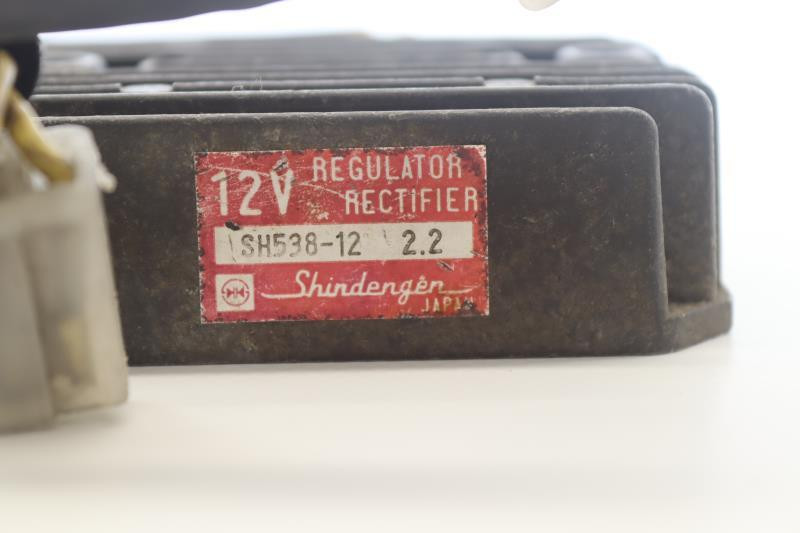 12V REGULATOR
RECTIFIER
SH538-12 2.2
Shindengen
JAPAN